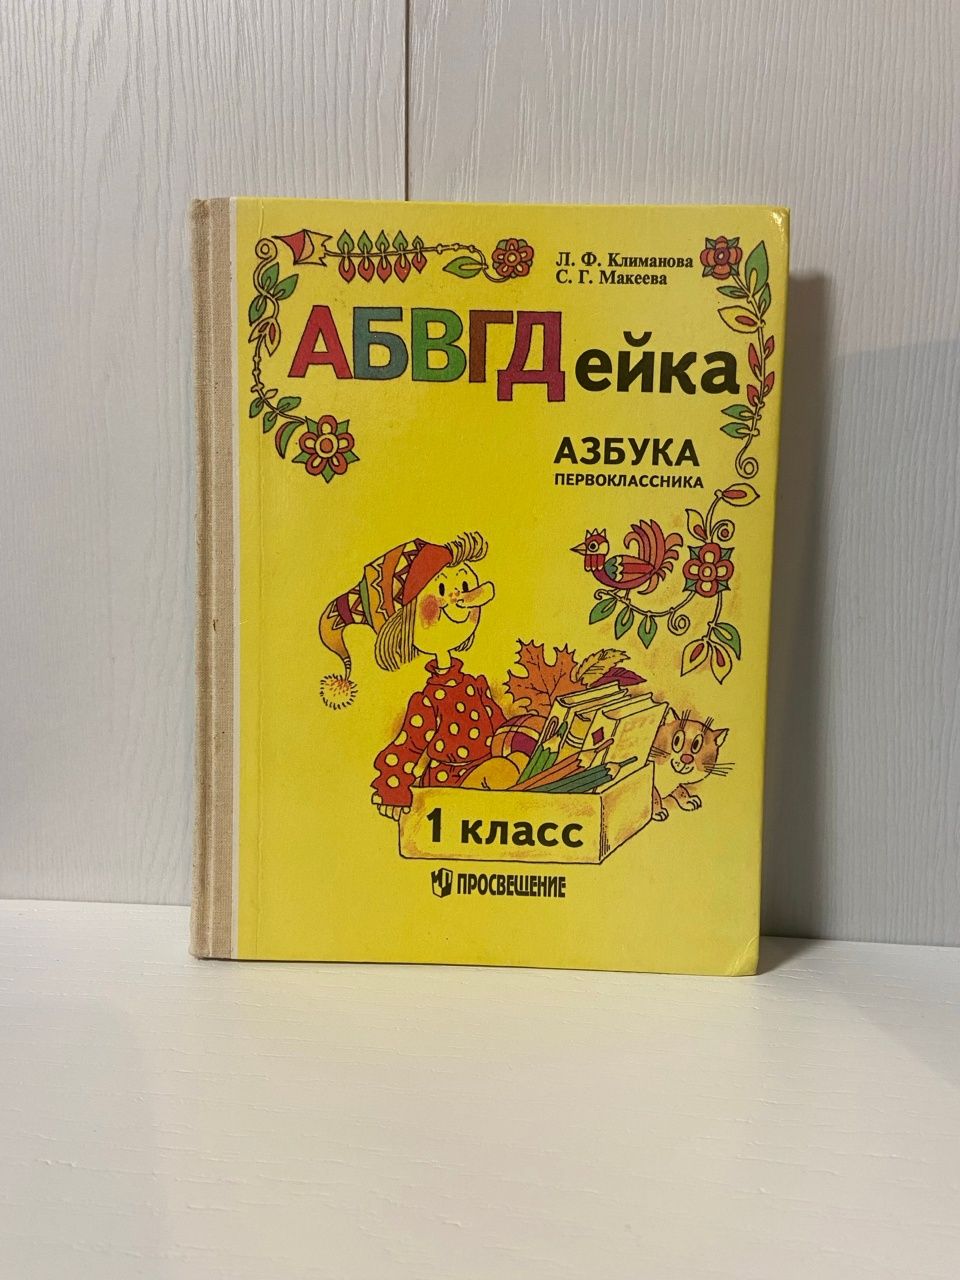 Л. Ф. Климанова
С. Г. Макеева
АБВГДейка
АЗБУКА
ПЕРВОКЛАССНИКА
1 класс
ПРОСВЕЩЕНИЕ